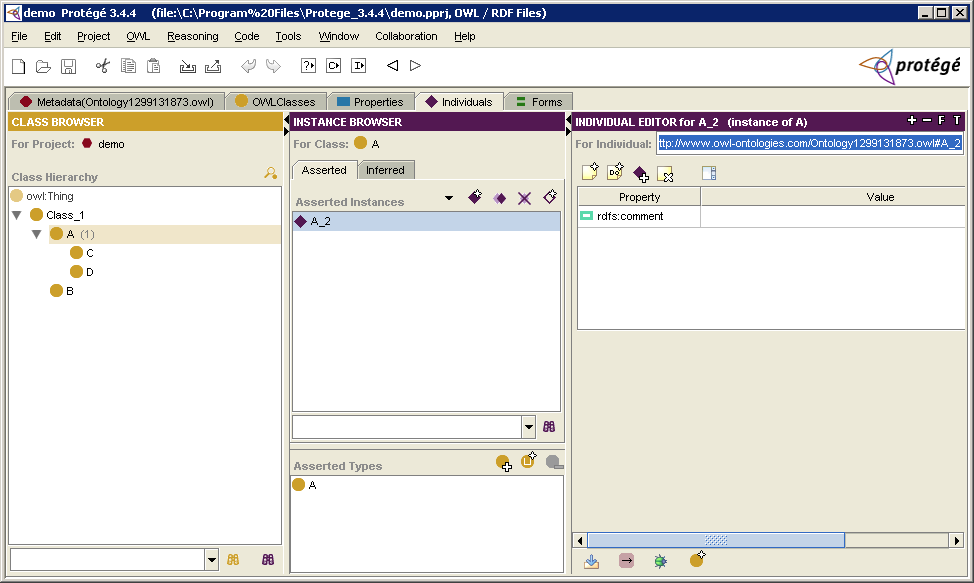 demo Protégé 3.4.4 (file:\C:\Program%20Files\Protege_3.4.4\demo.pprj, OWL / RDF Files)
File Edit Project OWL Reasoning Code Tools Window Collaboration Help
protégé
Metadata(Ontology1299131873.owl) OWLClasses Properties Individuals Forms
CLASS BROWSER
For Project: demo
Class Hierarchy
owl:Thing
Class_1
A (1)
C
D
B
INSTANCE BROWSER
For Class: A
Asserted Inferred
Asserted Instances
A_2
Asserted Types
A
INDIVIDUAL EDITOR for A_2 (instance of A) + − F T
For Individual: ttp://www.owl-ontologies.com/Ontology1299131873.owl#A_2
Property Value
rdfs:comment